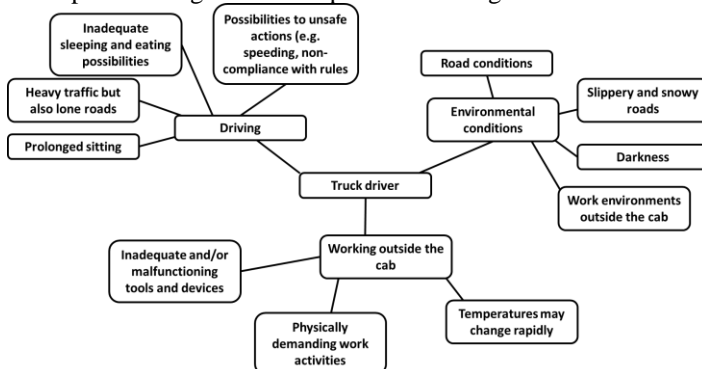 Inadequate
sleeping and eating
possibilities
Possibilities to unsafe
actions (e.g.
speeding, non-
compliance with rules
Heavy traffic but
also lone roads
Prolonged sitting
Driving
Road conditions
Environmental
conditions
Slippery and snowy
roads
Darkness
Work environments
outside the cab
Truck driver
Working outside the
cab
Inadequate and/or
malfunctioning
tools and devices
Physically
demanding work
activities
Temperatures may
change rapidly